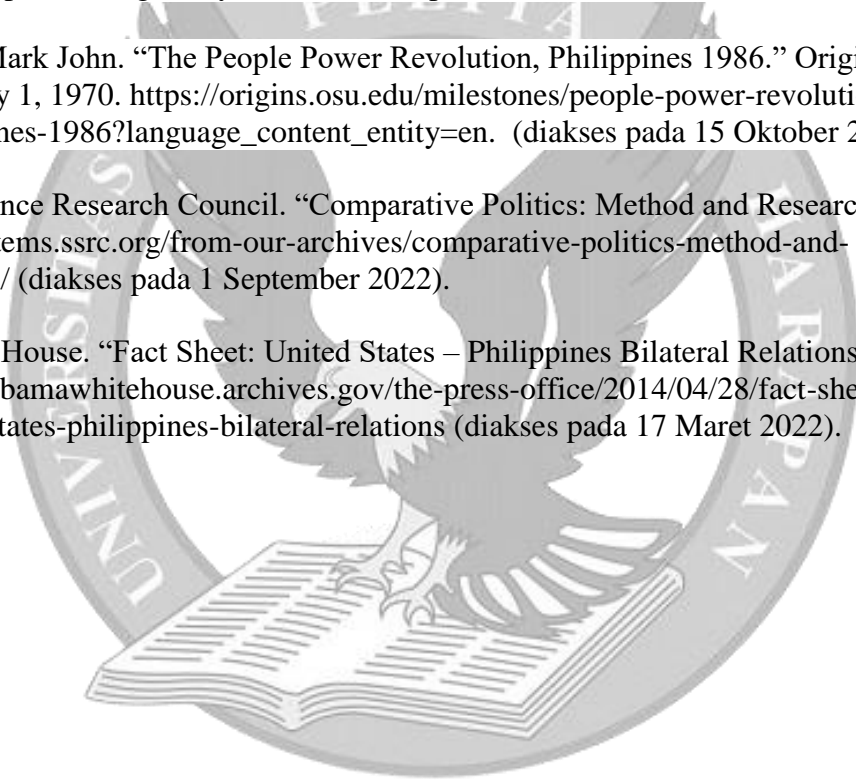 PELITA
Mark John. “The People Power Revolution, Philippines 1986.”
y 1, 1970. https://origins.osu.edu/milestones/people-power-revoluti
nes-1986?language_content_entity=en. (diakses pada 15 Oktober 2
nce Research Council. “Comparative Politics: Method and Researc
tems.ssrc.org/from-our-archives/comparative-politics-method-and-
/ (diakses pada 1 September 2022).
House. “Fact Sheet: United States – Philippines Bilateral Relations
bamawhitehouse.archives.gov/the-press-office/2014/04/28/fact-she
tates-philippines-bilateral-relations (diakses pada 17 Maret 2022).
UNIVERSITAS
HARAPAN